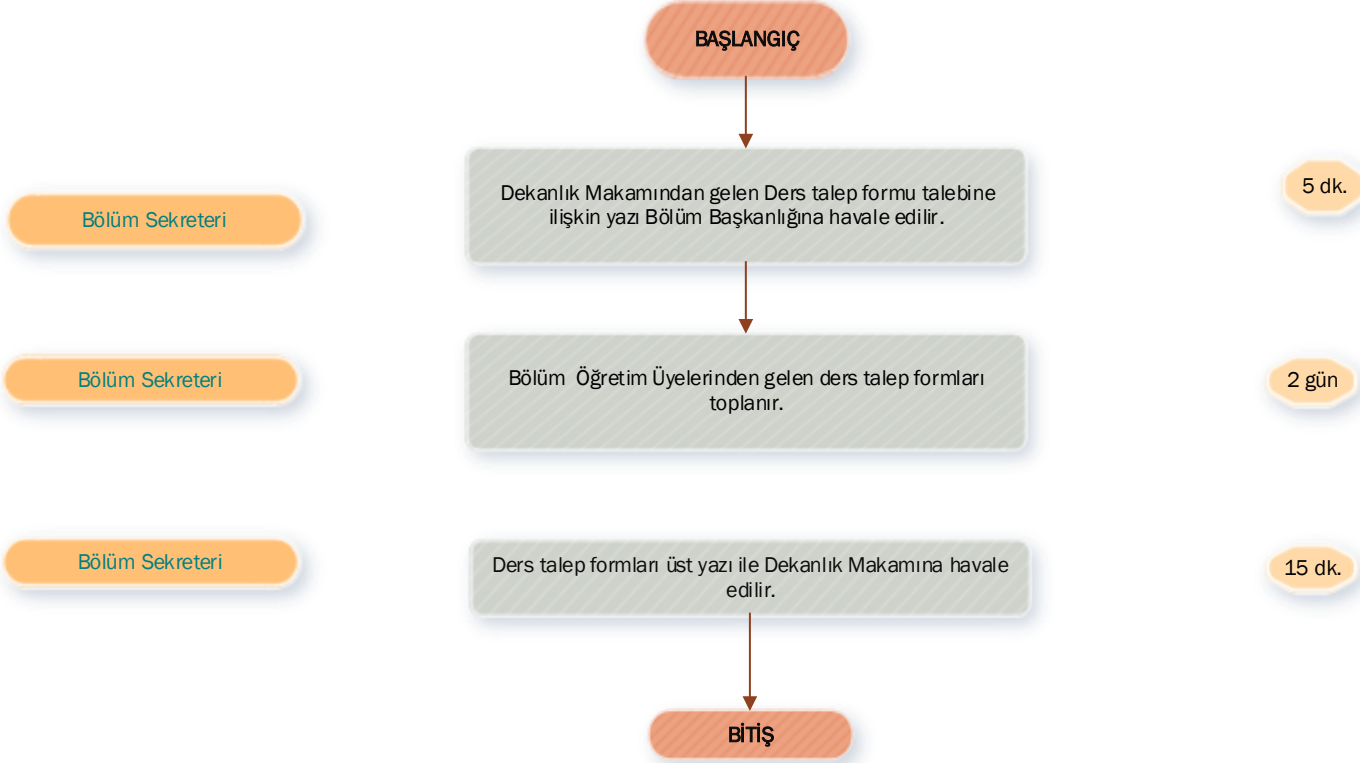 BAŞLANGIÇ
Dekanlık Makamından gelen Ders talep formu talebine
ilişkin yazı Bölüm Başkanlığına havale edilir.
Bölüm Sekreteri
5 dk.
Bölüm Öğretim Üyelerinden gelen ders talep formları
toplanır.
Bölüm Sekreteri
2 gün
Ders talep formları üst yazı ile Dekanlık Makamına havale
edilir.
Bölüm Sekreteri
15 dk.
BİTİŞ